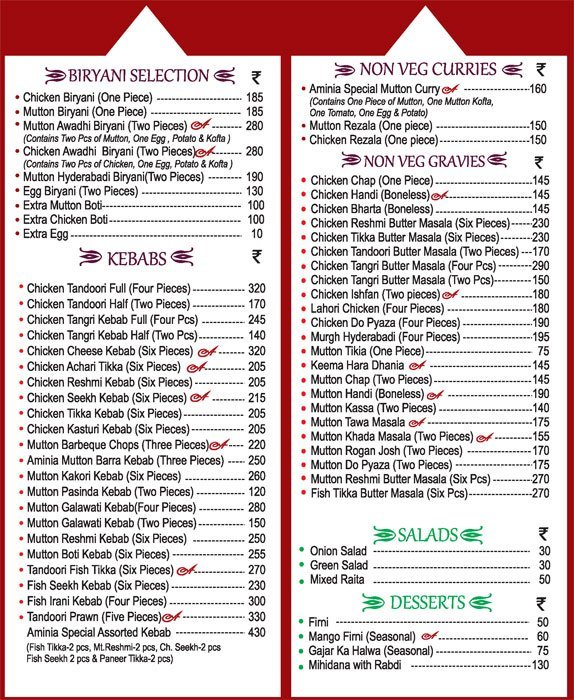 BIRYANI SELECTION ₹
Chicken Biryani (One Piece) 185
Mutton Biryani (One Piece) 185
Mutton Awadhi Biryani (Two Pieces) 280
(Contains Two Pcs of Mutton, One Egg , Potato & Kofta )
Chicken Awadhi Biryani (Two Pieces) 280
(Contains Two Pcs of Chicken, One Egg, Potato & Kofta )
Mutton Hyderabadi Biryani(Two Pieces) 190
Egg Biryani (Two Pieces) 130
Extra Mutton Boti 100
Extra Chicken Boti 100
Extra Egg 10
KEBABS ₹
Chicken Tandoori Full (Four Pieces) 320
Chicken Tandoori Half (Two Pieces) 170
Chicken Tangri Kebab Full (Four Pcs) 245
Chicken Tangri Kebab Half (Two Pcs) 140
Chicken Cheese Kebab (Six Pieces) 320
Chicken Achari Tikka (Six Pieces) 205
Chicken Reshmi Kebab (Six Pieces) 205
Chicken Seekh Kebab (Six Pieces) 215
Chicken Tikka Kebab (Six Pieces) 205
Chicken Kasturi Kebab (Six Pieces) 205
Mutton Barbeque Chops (Three Pieces) 220
Aminia Mutton Barra Kebab (Three Pieces) 250
Mutton Kakori Kebab (Six Pieces) 260
Mutton Pasinda Kebab (Two Pieces) 120
Mutton Galawati Kebab(Four Pieces) 280
Mutton Galawati Kebab (Two Pieces) 150
Mutton Reshmi Kebab (Six Pieces) 250
Mutton Boti Kebab (Six Pieces) 255
Tandoori Fish Tikka (Six Pieces) 270
Fish Seekh Kebab (Six Pieces) 230
Fish Irani Kebab (Four Pieces) 300
Tandoori Prawn (Five Pieces) 330
Aminia Special Assorted Kebab 430
(Fish Tikka-2 pcs, Mt.Reshmi-2 pcs, Ch. Seekh-2 pcs
Fish Seekh 2 pcs & Paneer Tikka-2 pcs)
NON VEG CURRIES ₹
Aminia Special Mutton Curry 160
(Contains One Piece of Mutton, One Mutton Kofta,
One Tomato, One Egg & Potato)
Mutton Rezala (One Piece) 150
Chicken Rezala (One piece) 150
NON VEG GRAVIES ₹
Chicken Chap (One Piece) 145
Chicken Handi (Boneless) 145
Chicken Bharta (Boneless) 145
Chicken Reshmi Butter Masala (Six Pieces) 230
Chicken Tikka Butter Masala (Six Pieces) 230
Chicken Tandoori Butter Masala (Two Pieces) 170
Chicken Tangri Butter Masala (Four Pcs) 290
Chicken Tangri Butter Masala (Two Pcs) 150
Chicken Ishfan (Two pieces) 180
Lahori Chicken (Four Pieces) 180
Chicken Do Pyaza (Four Pieces) 190
Murgh Hyderabadi (Four Pieces) 195
Mutton Tikia (One Piece) 75
Keema Hara Dhania 145
Mutton Chap (Two Pieces) 145
Mutton Handi (Boneless) 190
Mutton Kassa (Two Pieces) 140
Mutton Tawa Masala 175
Mutton Khada Masala (Two Pieces) 155
Mutton Rogan Josh (Two Pieces) 170
Mutton Do Pyaza (Two Pieces) 175
Mutton Reshmi Butter Masala (Six Pcs) 270
Fish Tikka Butter Masala (Six Pcs) 270
SALADS ₹
Onion Salad 30
Green Salad 30
Mixed Raita 50
DESSERTS ₹
Firni 50
Mango Firni (Seasonal) 60
Gajar Ka Halwa (Seasonal) 75
Mihidana with Rabdi 130